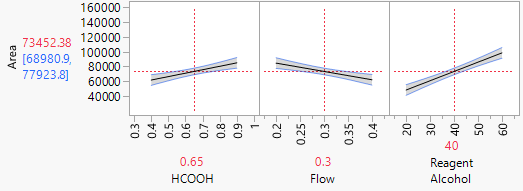 160000
140000
120000
100000
80000
60000
40000
Area
73452.38
[68980.9,
77923.8]
0.3 0.4 0.5 0.6 0.7 0.8 0.9 1
0.2 0.25 0.3 0.35 0.4
20 30 40 50 60
0.65 0.3 40
HCOOH Flow Reagent
Alcohol